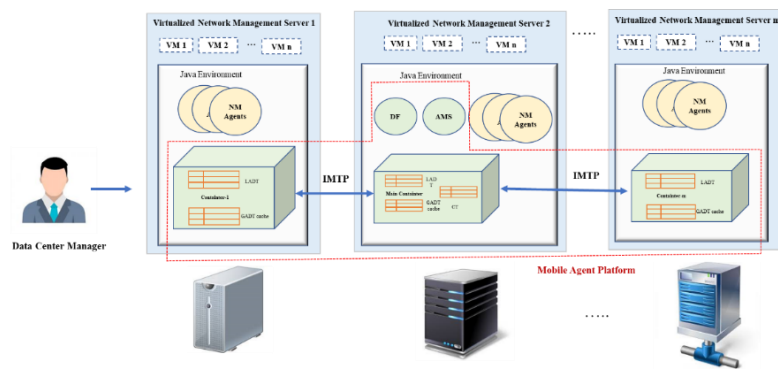 Virtualized Network Management Server 1
VM 1
VM 2
...
VM n
Java Environment
NM
Agents
LADT
Container-1
GADT cache
IMTP
Virtualized Network Management Server 2
VM 1
VM 2
...
VM n
Java Environment
DF
AMS
NM
Agents
LAD
T
Main Container
GADT
cache
CT
IMTP
.....
Virtualized Network Management Server m
VM 1
VM 2
...
VM n
Java Environment
NM
Agents
LADT
Container-m
GADT cache
Data Center Manager
Mobile Agent Platform
.....